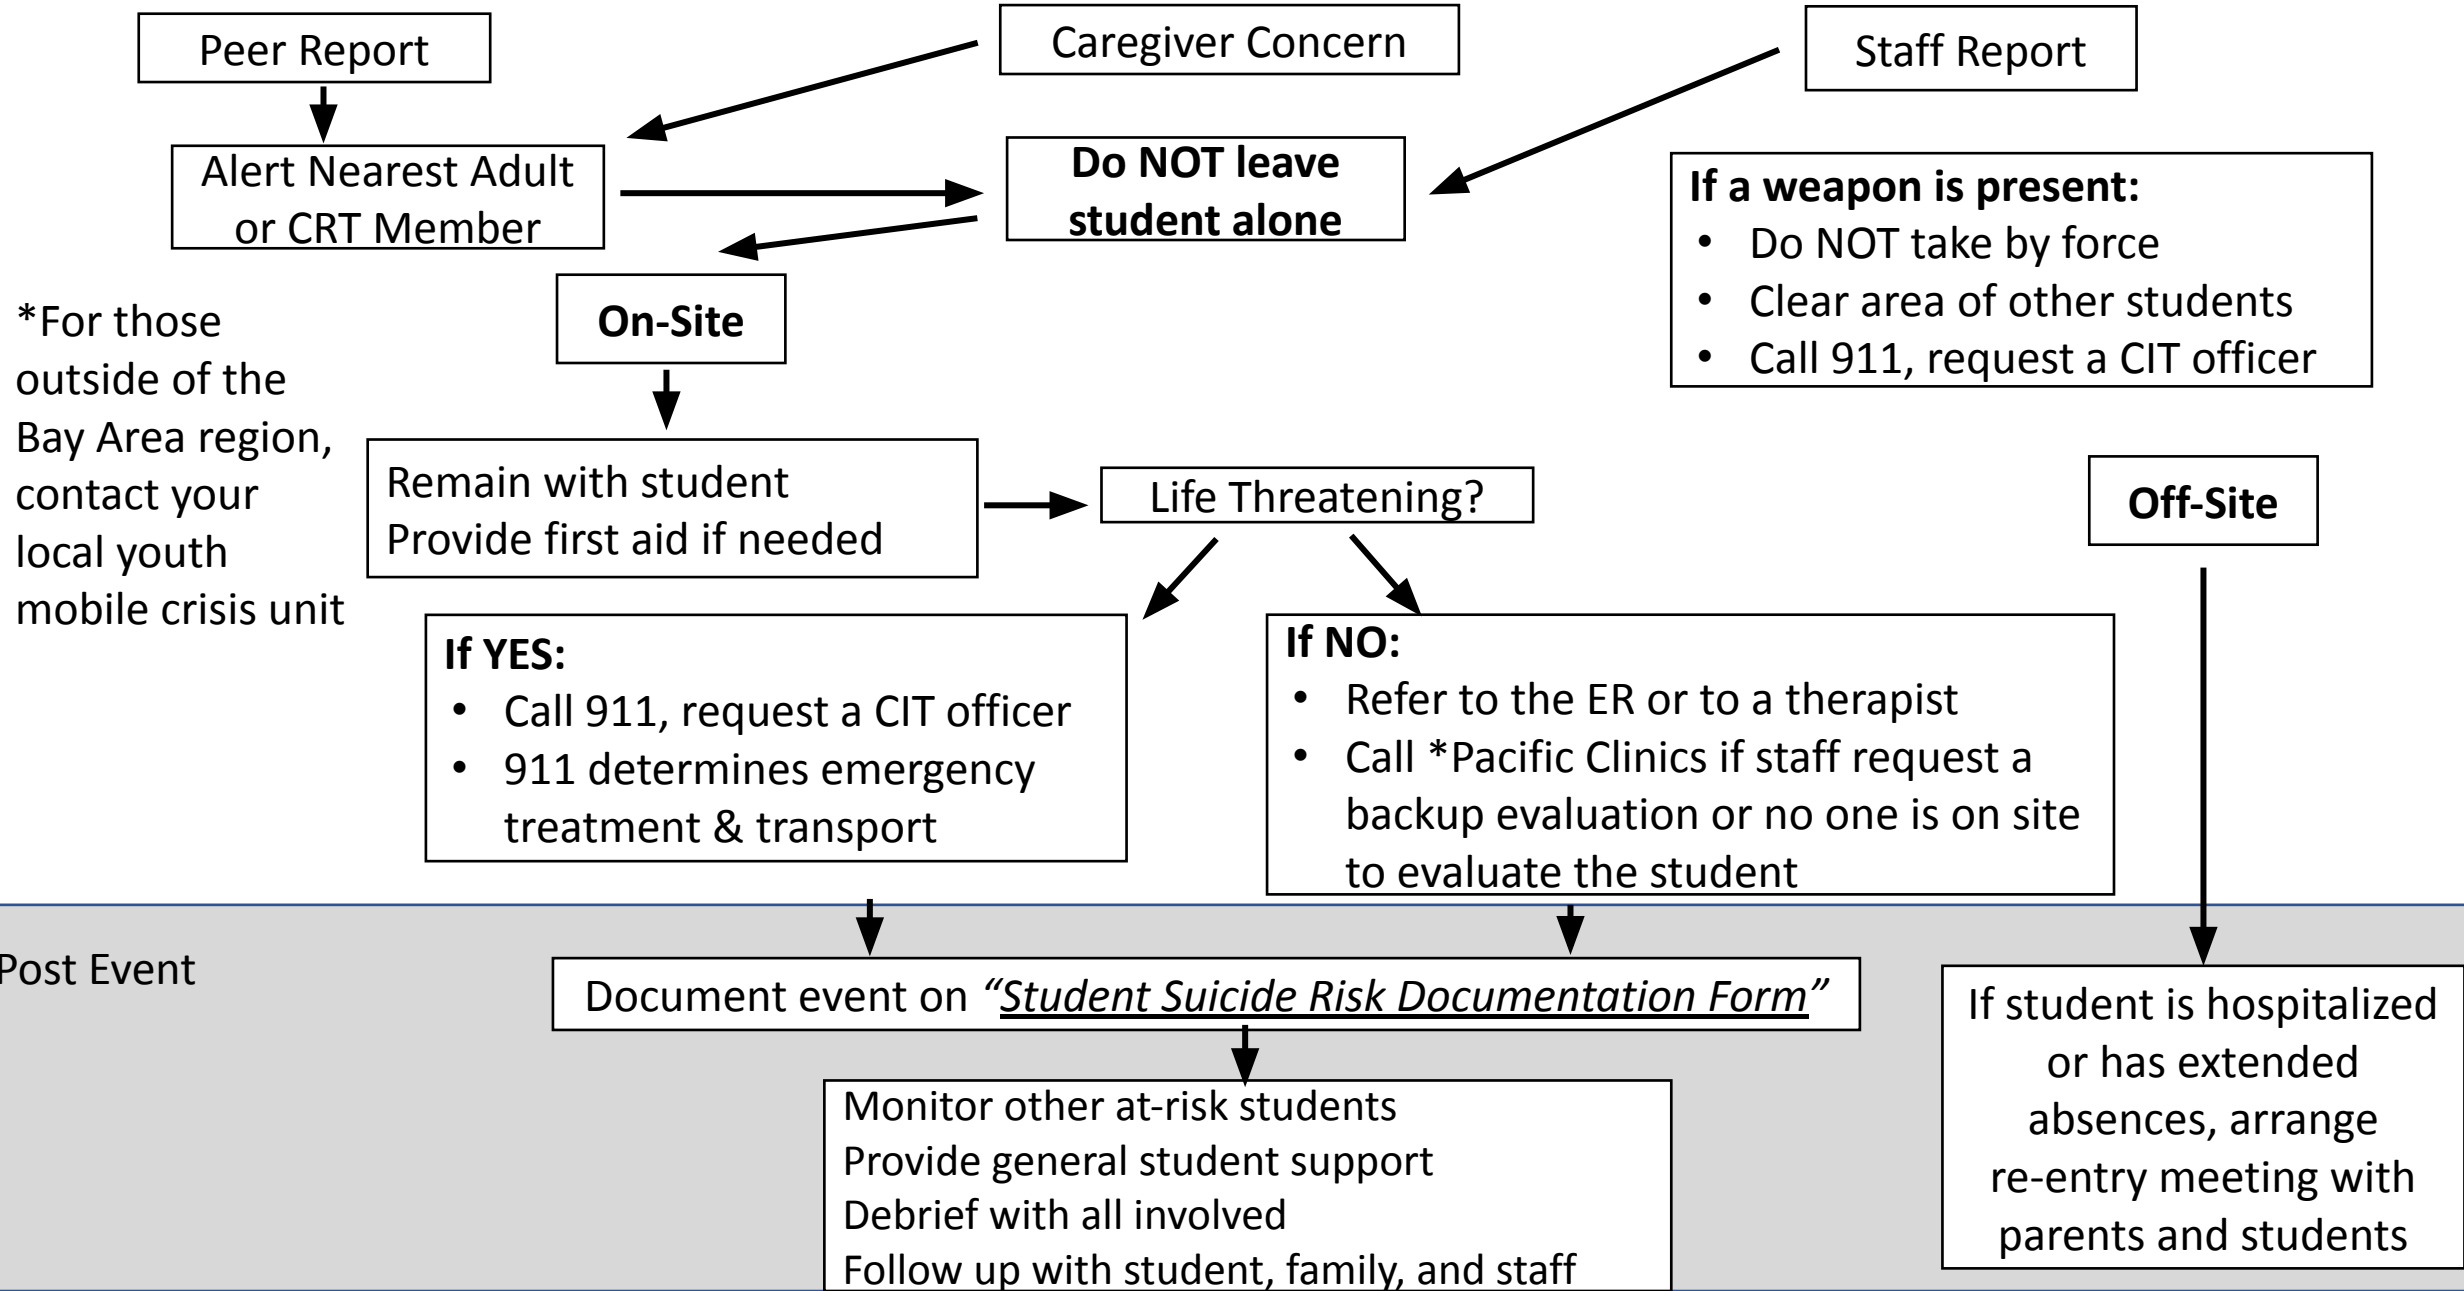 Peer Report
Caregiver Concern
Staff Report
Alert Nearest Adult
or CRT Member
Do NOT leave
student alone
If a weapon is present:
• Do NOT take by force
• Clear area of other students
• Call 911, request a CIT officer
*For those
outside of the
Bay Area region,
contact your
local youth
mobile crisis unit
On-Site
Remain with student
Provide first aid if needed
Life Threatening?
Off-Site
If YES:
• Call 911, request a CIT officer
• 911 determines emergency
treatment & transport
If NO:
• Refer to the ER or to a therapist
• Call *Pacific Clinics if staff request a
backup evaluation or no one is on site
to evaluate the student
Post Event
Document event on “Student Suicide Risk Documentation Form”
Monitor other at-risk students
Provide general student support
Debrief with all involved
Follow up with student, family, and staff
If student is hospitalized
or has extended
absences, arrange
re-entry meeting with
parents and students